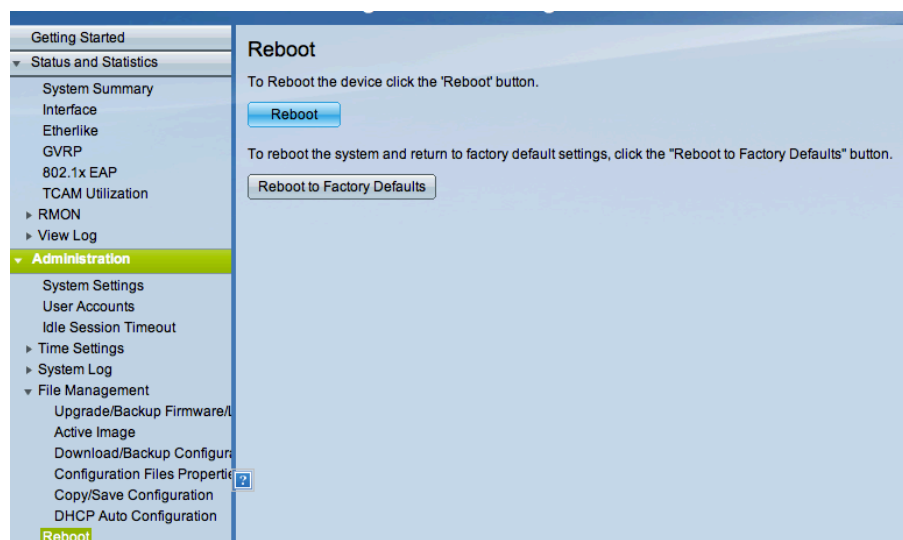 Getting Started
Status and Statistics
System Summary
Interface
Etherlike
GVRP
802.1x EAP
TCAM Utilization
RMON
View Log
Administration
System Settings
User Accounts
Idle Session Timeout
Time Settings
System Log
File Management
Upgrade/Backup Firmware/L
Active Image
Download/Backup Configura
Configuration Files Propertie
Copy/Save Configuration
DHCP Auto Configuration
Reboot
Reboot
To Reboot the device click the 'Reboot' button.
Reboot
To reboot the system and return to factory default settings, click the "Reboot to Factory Defaults" button.
Reboot to Factory Defaults
?